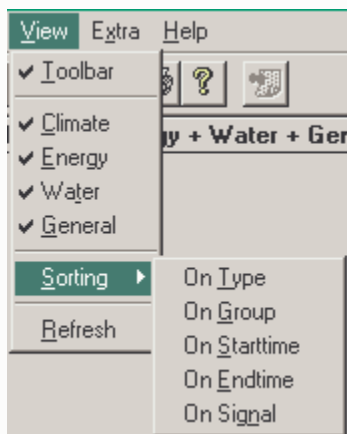 View Extra Help
Toolbar
Climate
y + Water + Ger
Energy
Water
General
Sorting
On Type
On Group
Refresh
On Starttime
On Endtime
On Signal